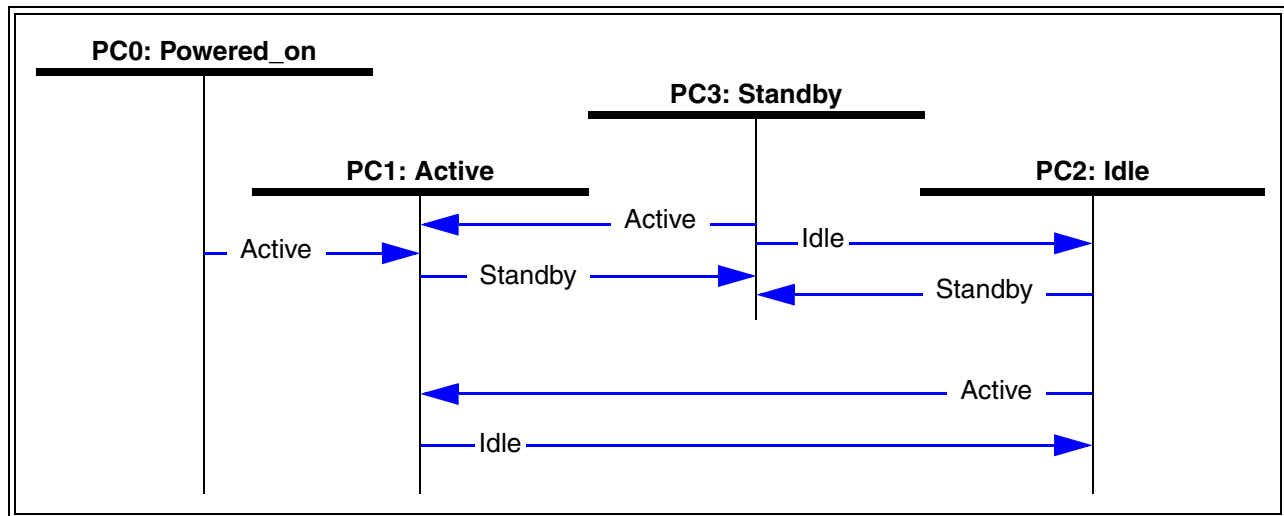 PC0: Powered_on
PC3: Standby
PC1: Active
PC2: Idle
Active
Idle
Active
Standby
Standby
Active
Idle